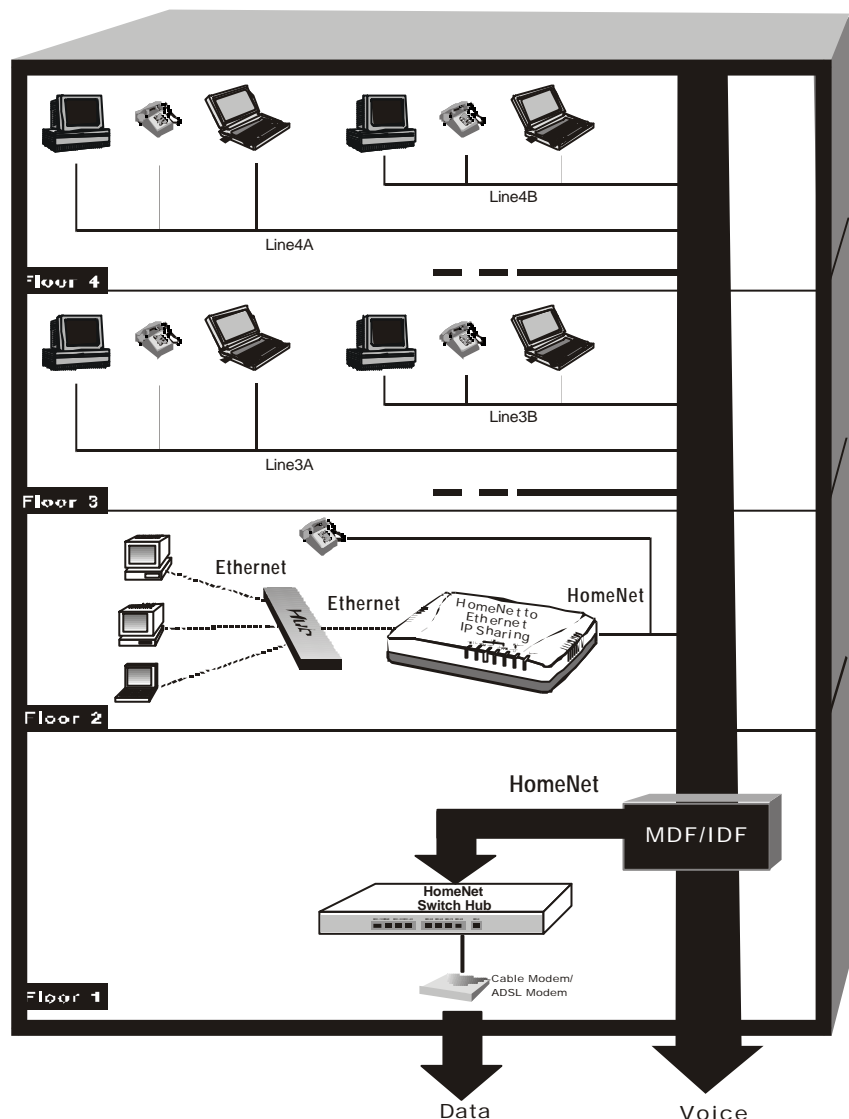 Line4B
Line4A
Floor 4
Line3B
Line3A
Floor 3
Ethernet
Ethernet
HomeNet
Hub
HomeNet to
Ethernet
IP Sharing
Floor 2
HomeNet
MDF/IDF
HomeNet
Switch Hub
Cable Modem/
ADSL Modem
Floor 1
Data
Voice